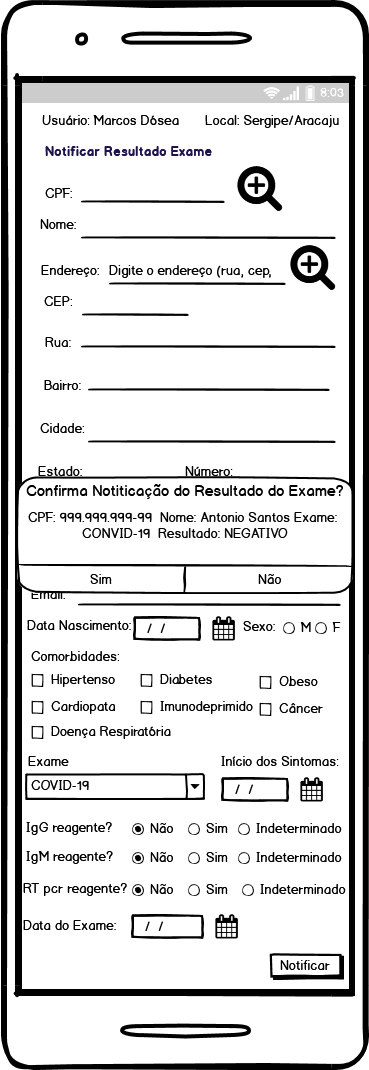 8:03
Usuário: Marcos Dósea Local: Sergipe/Aracaju
Notificar Resultado Exame
CPF:
Nome:
Endereço: Digite o endereço (rua, cep,
CEP:
Rua:
Bairro:
Cidade:
Estado: Número:
Confirma Notiticação do Resultado do Exame?
CPF: 999.999.999-99 Nome: Antonio Santos Exame:
CONVID-19 Resultado: NEGATIVO
Sim Não
Email:
Data Nascimento: / / Sexo: M F
Comorbidades:
Hipertenso Diabetes Obeso
Cardiopata Imunodeprimido Câncer
Doença Respiratória
Exame Início dos Sintomas:
COVID-19 / /
IgG reagente? Não Sim Indeterminado
IgM reagente? Não Sim Indeterminado
RT pcr reagente? Não Sim Indeterminado
Data do Exame: / /
Notificar